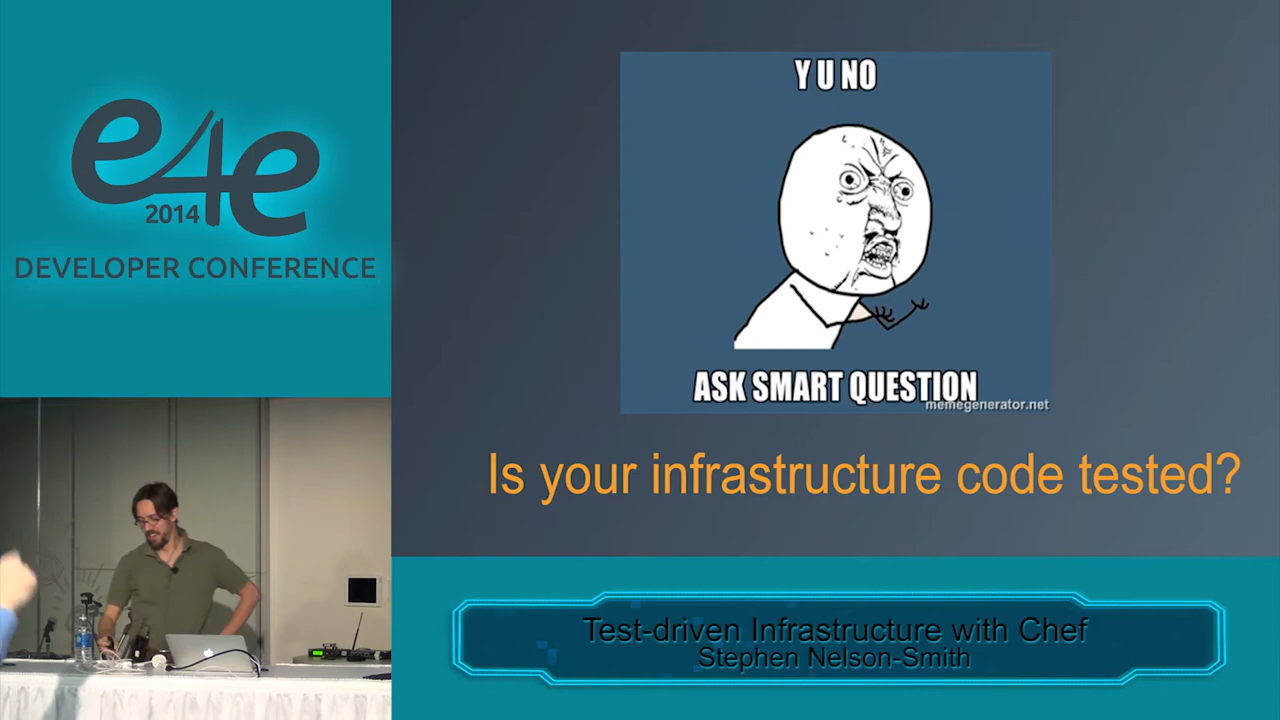 e4e
2014
DEVELOPER CONFERENCE
Y U NO
ASK SMART QUESTION
memegenerator.net
Is your infrastructure code tested?
Test-driven Infrastructure with Chef
Stephen Nelson-Smith